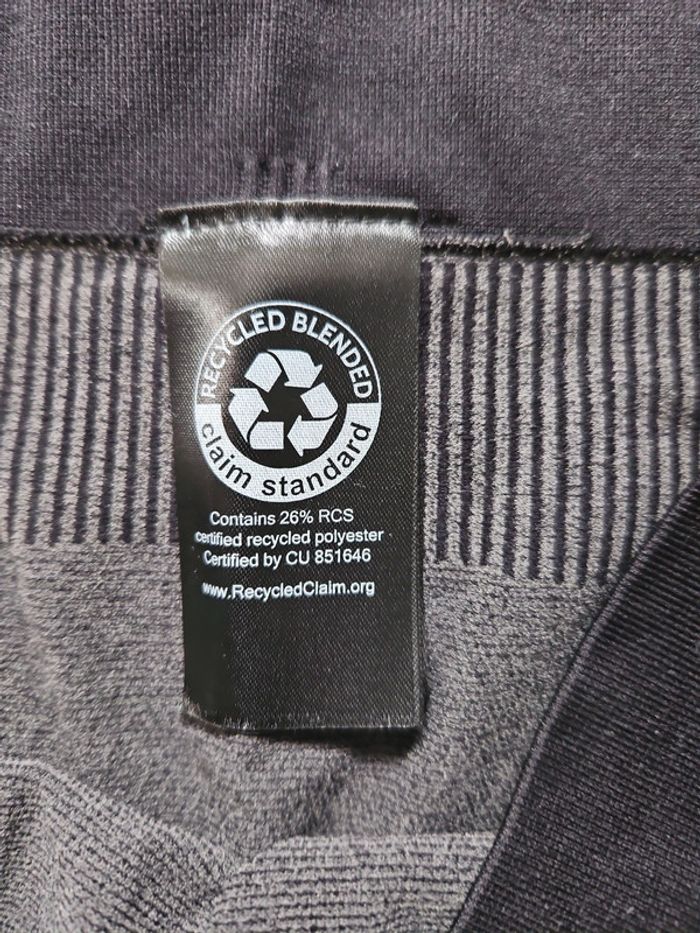 RECYCLED BLENDED
claim standard
Contains 26% RCS
certified recycled polyester
Certified by CU 851646
www.RecycledClaim.org